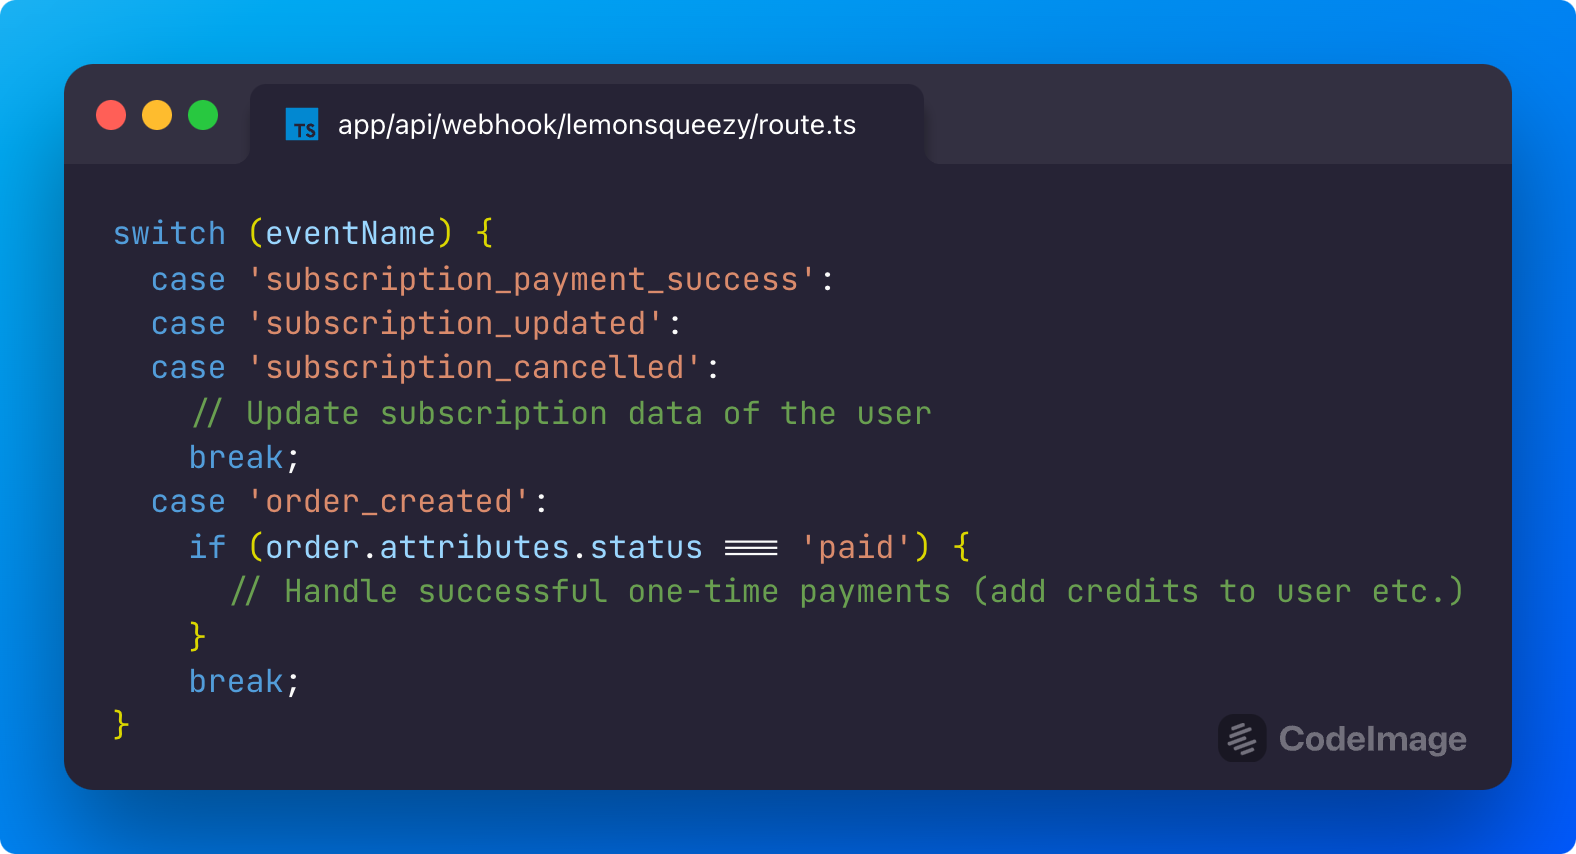 TS app/api/webhook/lemonsqueezy/route.ts
switch (eventName) {
  case 'subscription_payment_success':
  case 'subscription_updated':
  case 'subscription_cancelled':
    // Update subscription data of the user
    break;
  case 'order_created':
    if (order.attributes.status === 'paid') {
      // Handle successful one-time payments (add credits to user etc.)
    }
    break;
}
CodeImage